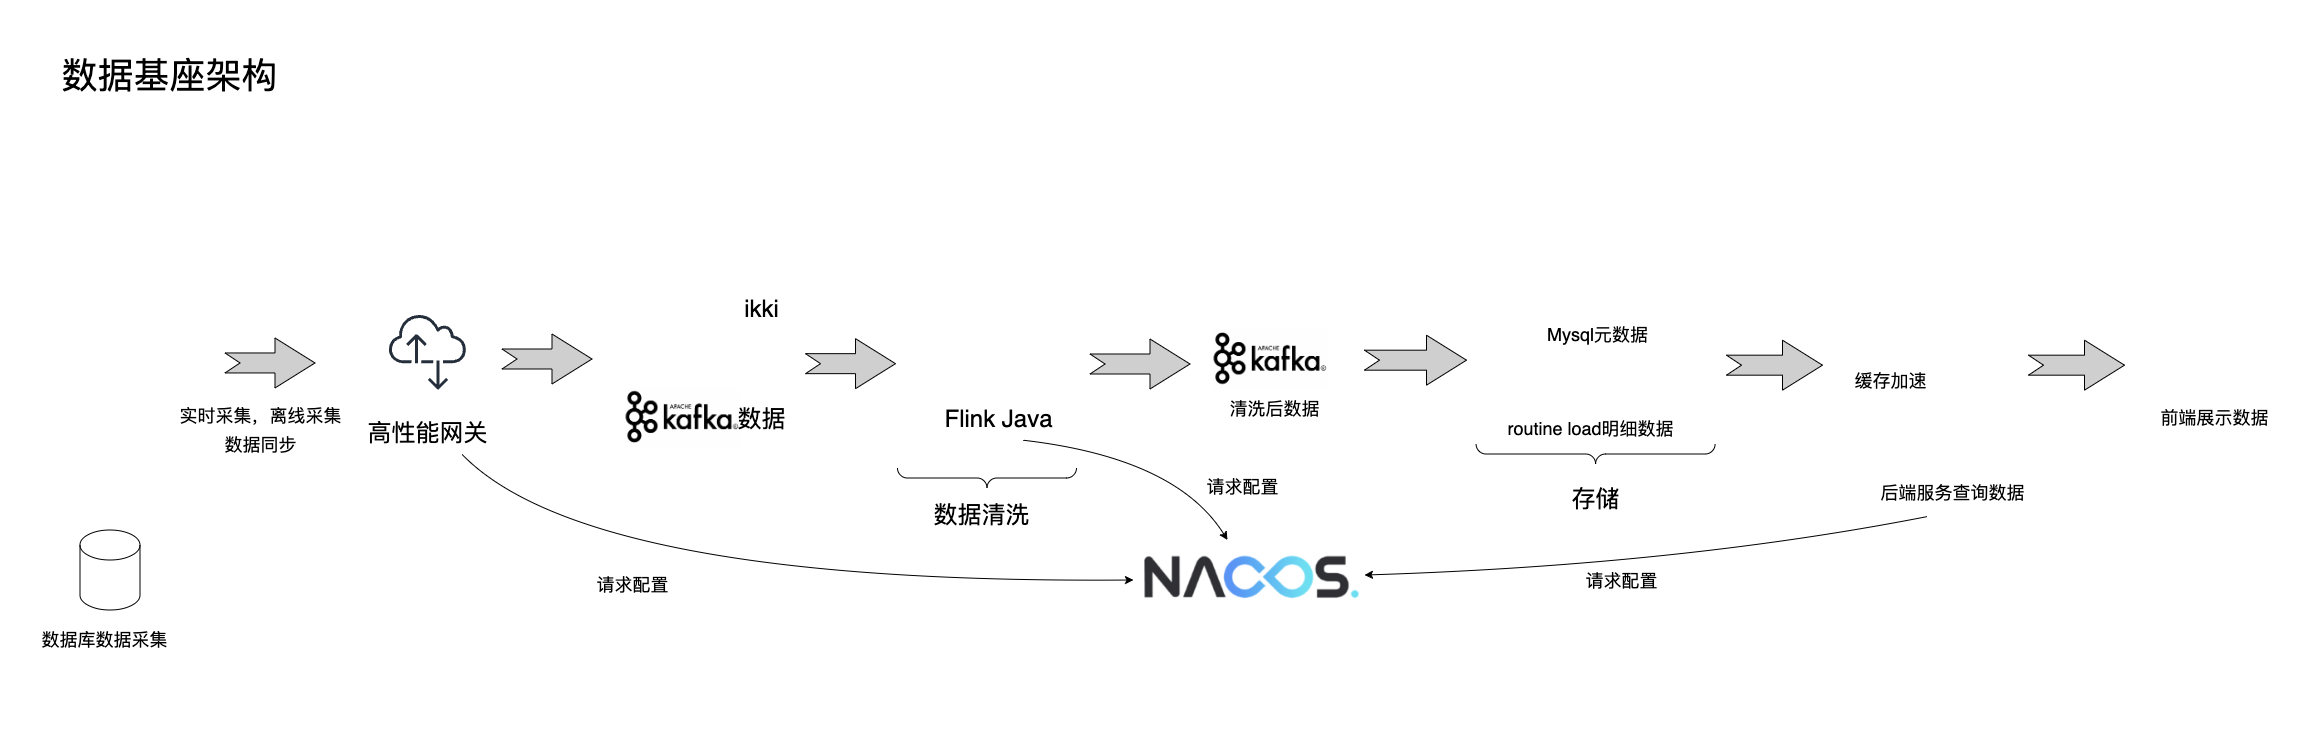 数据基座架构
实时采集，离线采集
数据同步
数据库数据采集
高性能网关
ikki
APACHE
kafka®数据
Flink Java
数据清洗
请求配置
请求配置
APACHE
kafka®
清洗后数据
NACOS.
Mysql元数据
routine load明细数据
存储
缓存加速
后端服务查询数据
请求配置
前端展示数据